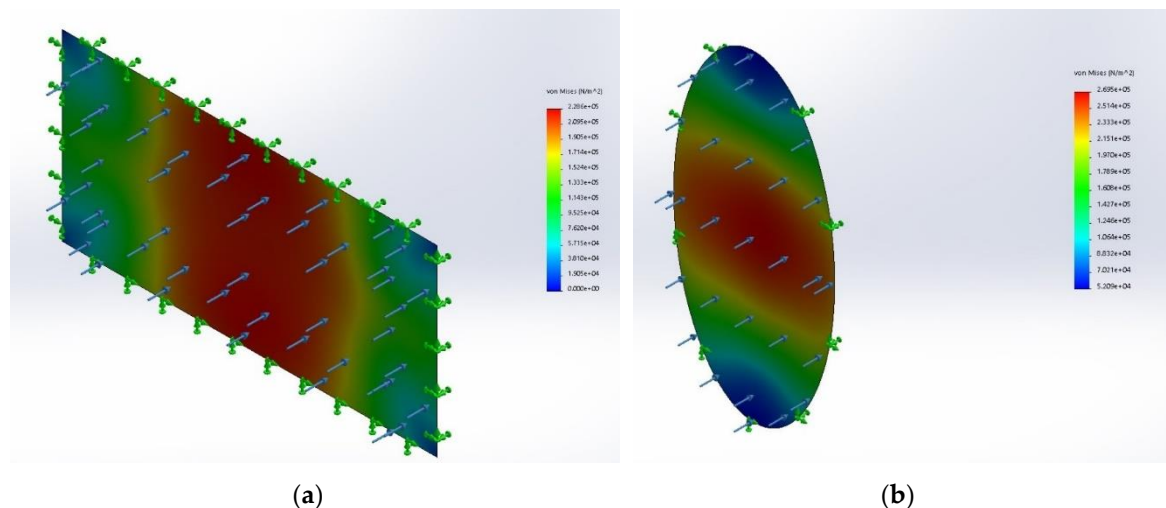 von Mises (N/m^2)
2.286e+05
2.095e+05
1.905e+05
1.714e+05
1.524e+05
1.333e+05
1.143e+05
9.525e+04
7.620e+04
5.715e+04
3.810e+04
1.905e+04
0.000e+00
von Mises (N/m^2)
2.695e+05
2.514e+05
2.333e+05
2.151e+05
1.970e+05
1.789e+05
1.608e+05
1.427e+05
1.246e+05
1.064e+05
8.832e+04
7.021e+04
5.209e+04
(a)
(b)